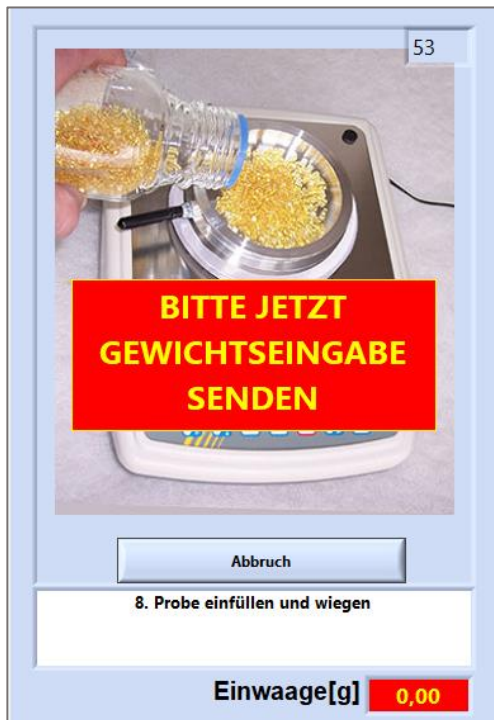 53
BITTE JETZT
GEWICHTSEINGABE
SENDEN
Abbruch
8. Probe einfüllen und wiegen
Einwaage[g] 0,00